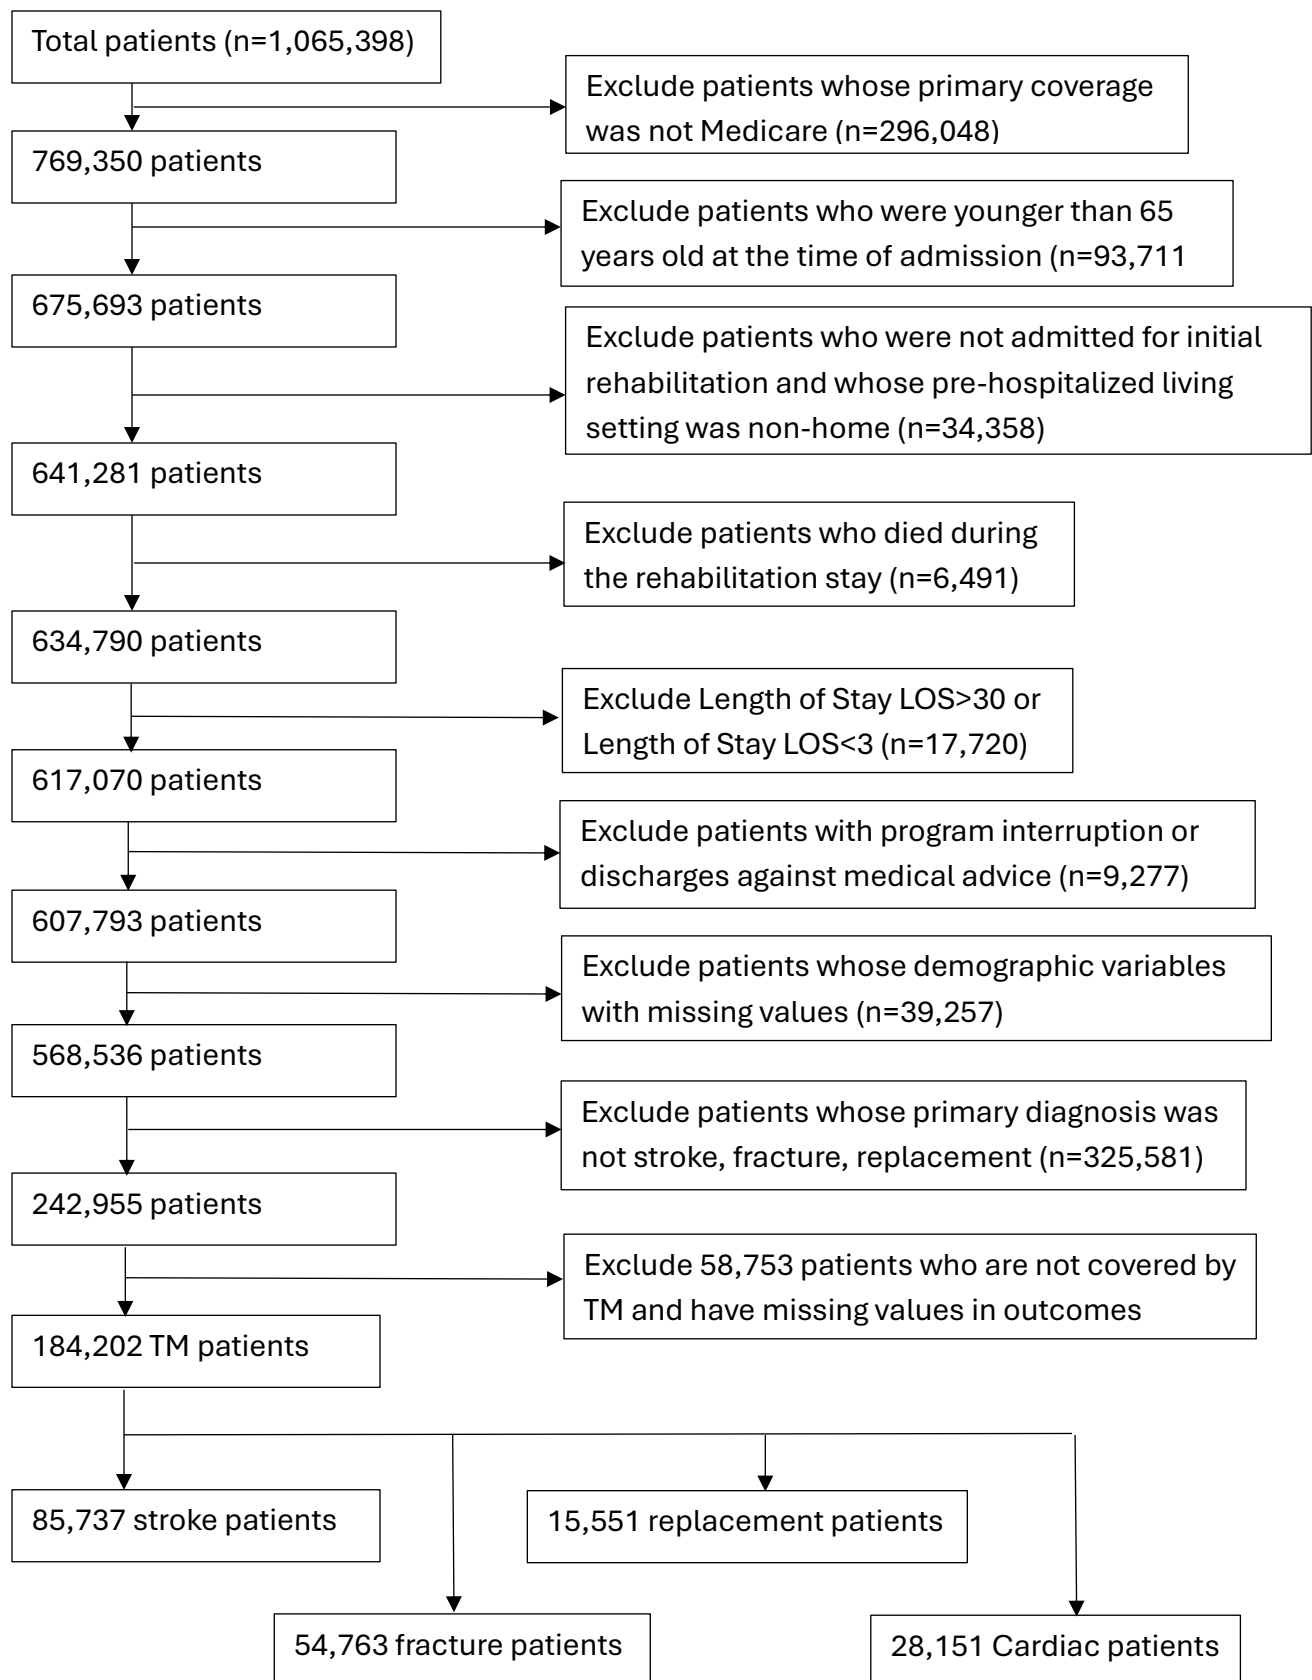 Total patients (n=1,065,398)
Exclude patients whose primary coverage
was not Medicare (n=296,048)
769,350 patients
Exclude patients who were younger than 65
years old at the time of admission (n=93,711
675,693 patients
Exclude patients who were not admitted for initial
rehabilitation and whose pre-hospitalized living
setting was non-home (n=34,358)
641,281 patients
Exclude patients who died during
the rehabilitation stay (n=6,491)
634,790 patients
Exclude Length of Stay LOS>30 or
Length of Stay LOS<3 (n=17,720)
617,070 patients
Exclude patients with program interruption or
discharges against medical advice (n=9,277)
607,793 patients
Exclude patients whose demographic variables
with missing values (n=39,257)
568,536 patients
Exclude patients whose primary diagnosis was
not stroke, fracture, replacement (n=325,581)
242,955 patients
Exclude 58,753 patients who are not covered by
TM and have missing values in outcomes
184,202 TM patients
85,737 stroke patients
15,551 replacement patients
54,763 fracture patients
28,151 Cardiac patients